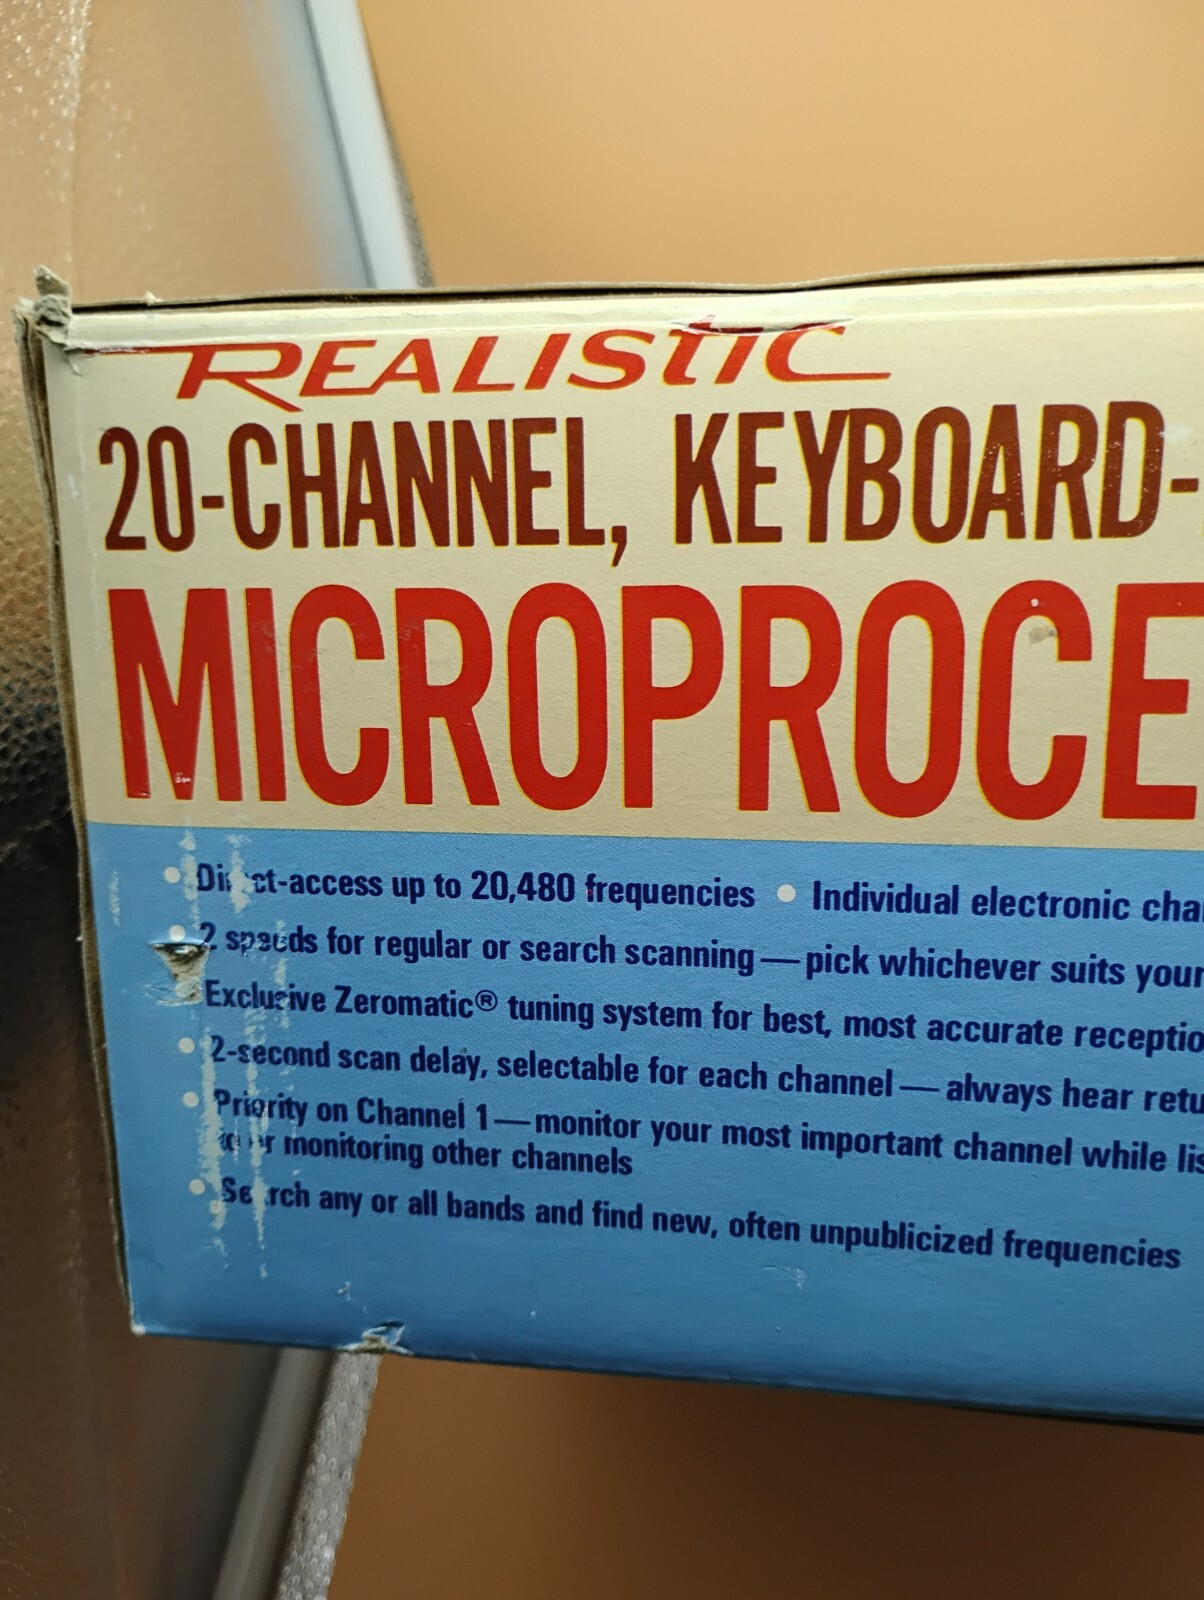 REALISTIC
20-CHANNEL, KEYBOARD-
MICROPROCE
• Direct-access up to 20,480 frequencies • Individual electronic cha
• 2 speeds for regular or search scanning — pick whichever suits your
• Exclusive Zeromatic® tuning system for best, most accurate receptio
• 2-second scan delay, selectable for each channel — always hear retu
• Priority on Channel 1 — monitor your most important channel while lis
monitoring other channels
• Search any or all bands and find new, often unpublicized frequencies